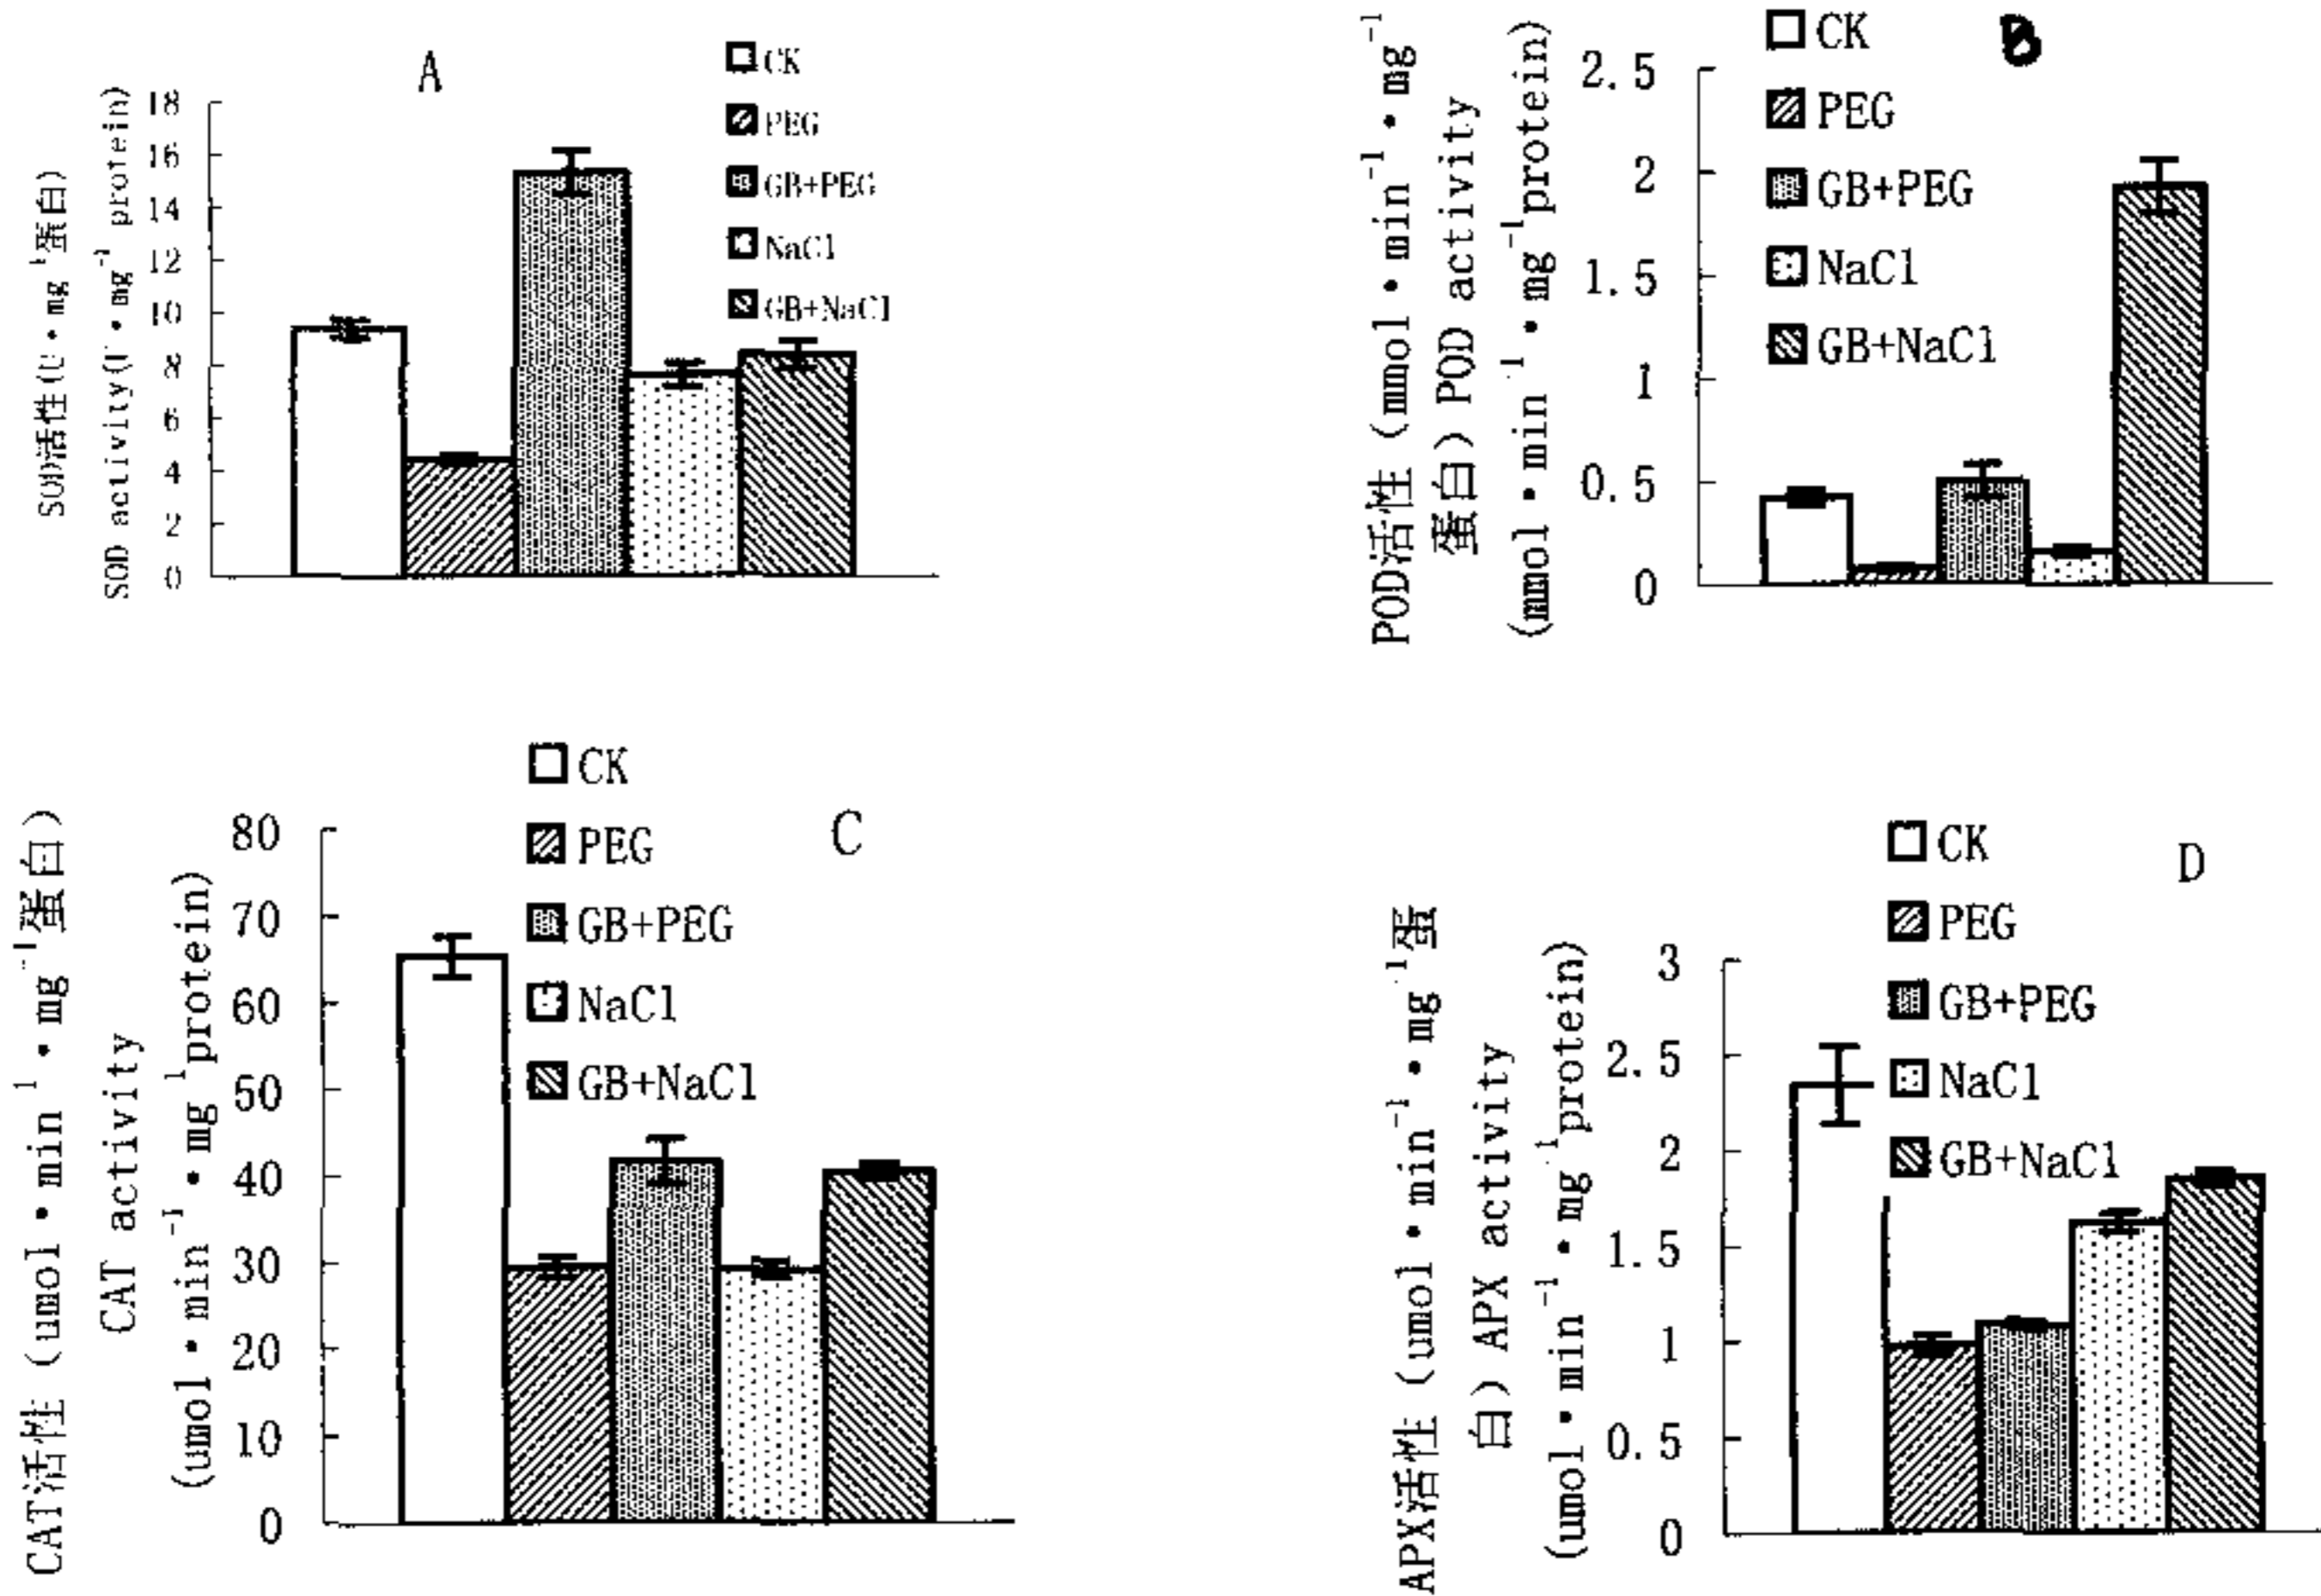 A
CK
PEG
GB+PEG
NaCl
GB+NaCl
18
16
14
12
10
8
6
4
2
0
SOD活性(U·mg⁻¹蛋白)
SOD activity(U·mg⁻¹ protein)
B
CK
PEG
GB+PEG
NaCl
GB+NaCl
2.5
2
1.5
1
0.5
0
POD活性 (mmol·min⁻¹·mg⁻¹
蛋白) POD activity
(mmol·min⁻¹·mg⁻¹protein)
C
CK
PEG
GB+PEG
NaCl
GB+NaCl
80
70
60
50
40
30
20
10
0
CAT活性 (umol·min⁻¹·mg⁻¹蛋白)
CAT activity
(umol·min⁻¹·mg⁻¹protein)
D
CK
PEG
GB+PEG
NaCl
GB+NaCl
3
2.5
2
1.5
1
0.5
0
APX活性 (umol·min⁻¹·mg⁻¹蛋
白) APX activity
(umol·min⁻¹·mg⁻¹protein)